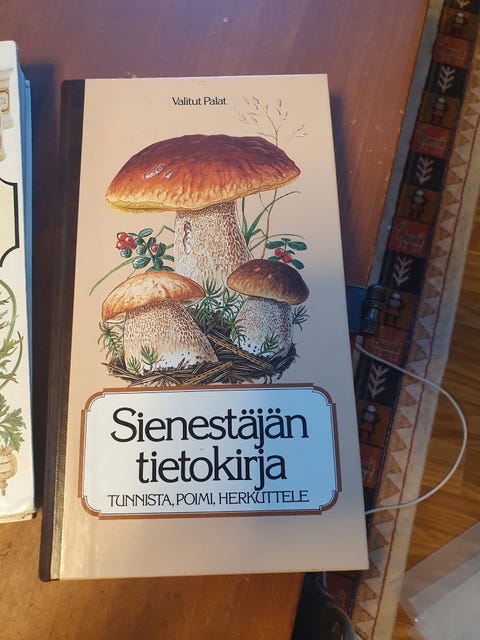 Valitut Palat
Sienestäjän
tietokirja
TUNNISTA, POIMI, HERKUTTELE